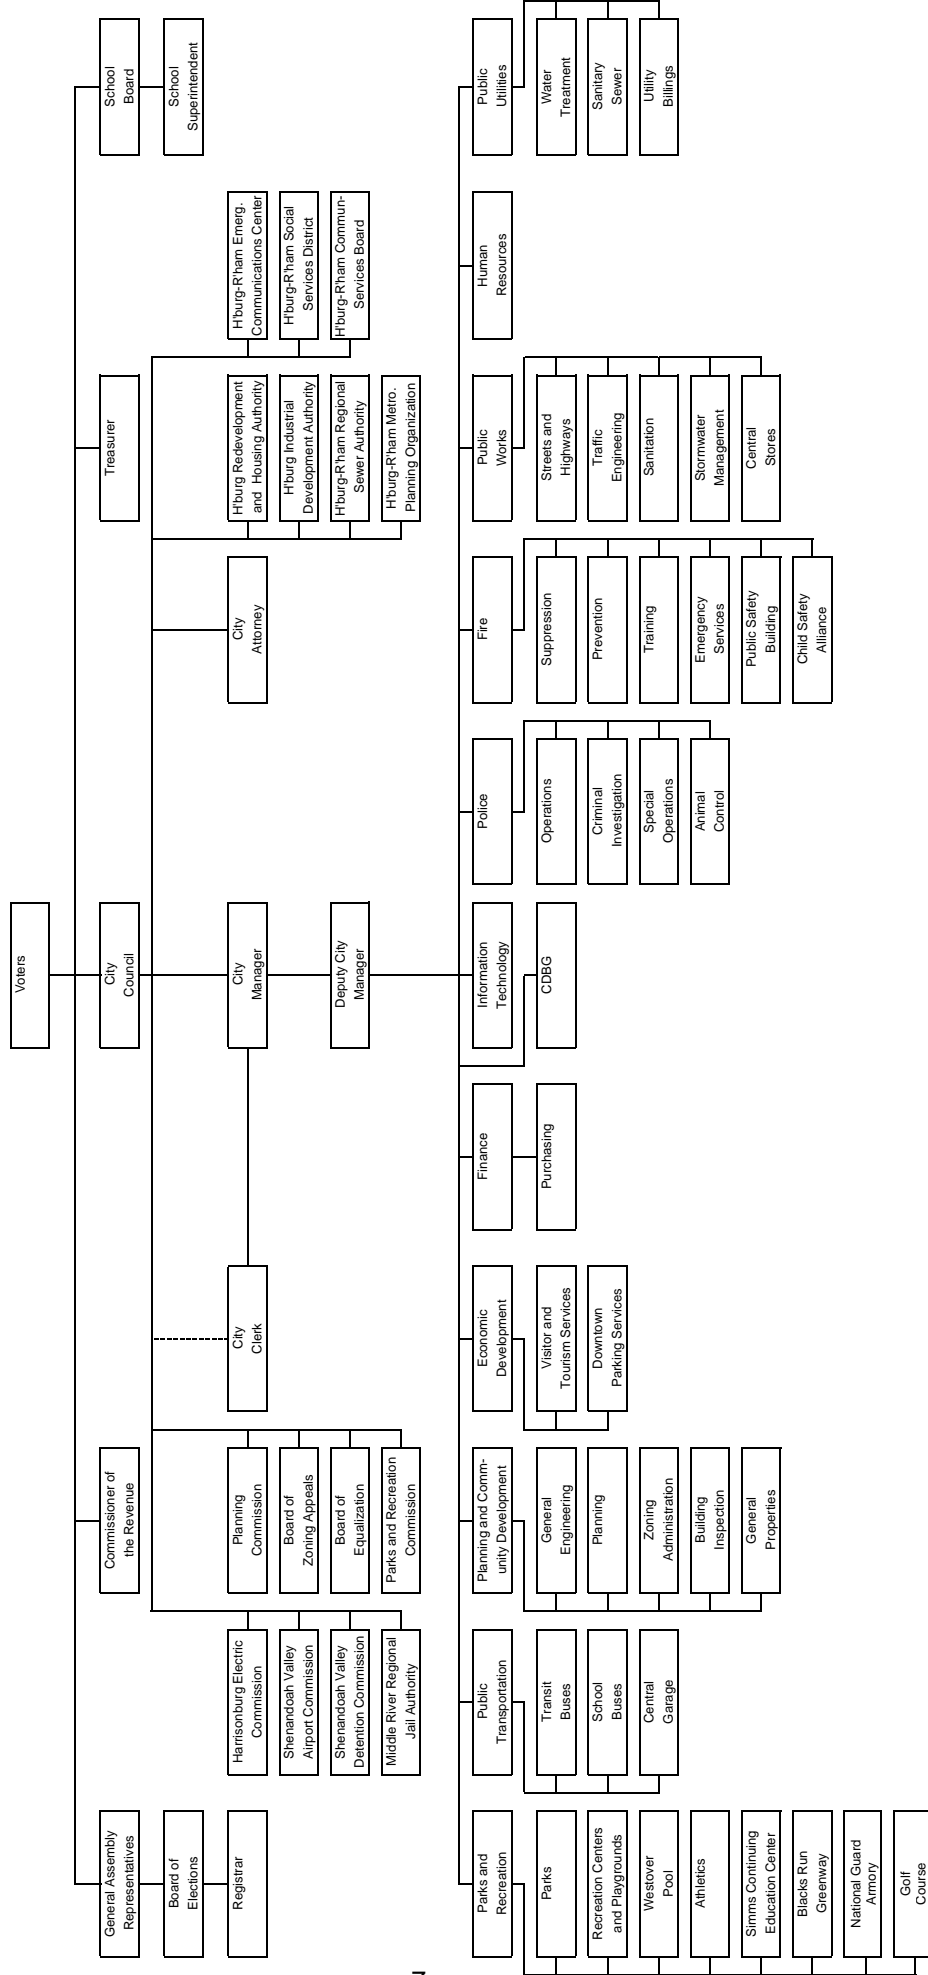 Voters
General Assembly
Representatives
Commissioner of
the Revenue
City
Council
Treasurer
School
Board
Board of
Elections
School
Superintendent
Registrar
Harrisonburg Electric
Commission
Planning
Commission
City
Clerk
City
Manager
City
Attorney
H'burg Redevelopment
and Housing Authority
H'burg-R'ham Emerg.
Communications Center
Shenandoah Valley
Airport Commission
Board of
Zoning Appeals
H'burg Industrial
Development Authority
H'burg-R'ham Social
Services District
Shenandoah Valley
Detention Commission
Board of
Equalization
Deputy City
Manager
H'burg-R'ham Regional
Sewer Authority
H'burg-R'ham Commun-
Services Board
Middle River Regional
Jail Authority
Parks and Recreation
Commission
H'burg-R'ham Metro.
Planning Organization
Parks and
Recreation
Public
Transportation
Planning and Comm-
unity Development
Economic
Development
Finance
Information
Technology
Police
Fire
Public
Works
Human
Resources
Public
Utilities
Parks
Transit
Buses
General
Engineering
Visitor and
Tourism Services
Purchasing
CDBG
Operations
Suppression
Streets and
Highways
Water
Treatment
Recreation Centers
and Playgrounds
School
Buses
Planning
Downtown
Parking Services
Criminal
Investigation
Prevention
Traffic
Engineering
Sanitary
Sewer
Westover
Pool
Central
Garage
Zoning
Administration
Special
Operations
Training
Sanitation
Utility
Billings
Athletics
Building
Inspection
Animal
Control
Emergency
Services
Stormwater
Management
Simms Continuing
Education Center
General
Properties
Public Safety
Building
Central
Stores
Blacks Run
Greenway
Child Safety
Alliance
National Guard
Armory
Golf
Course
7